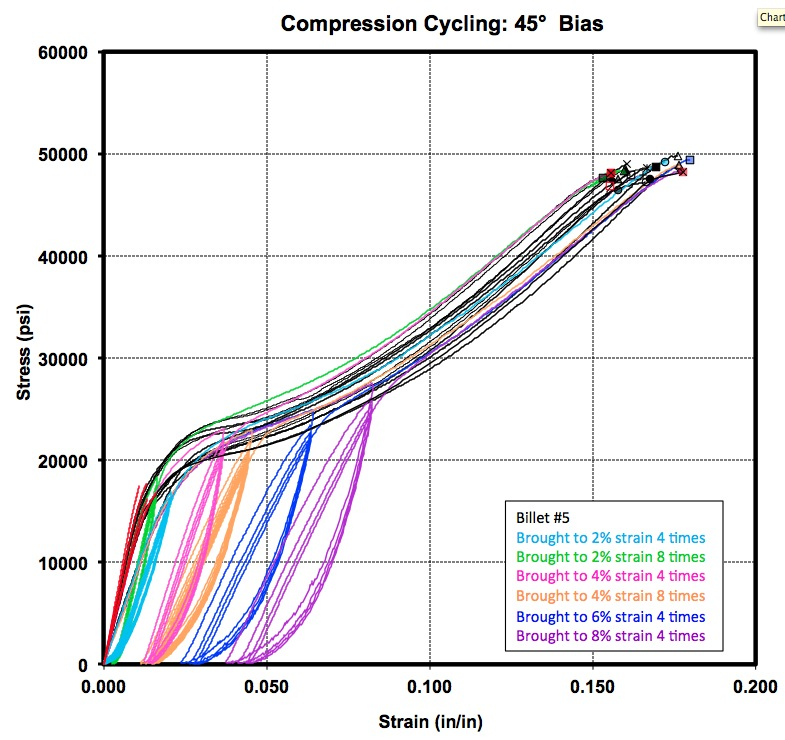 Compression Cycling: 45° Bias
Chart
60000
50000
40000
30000
20000
10000
0
Stress (psi)
0.000 0.050 0.100 0.150 0.200
Strain (in/in)
Billet #5
Brought to 2% strain 4 times
Brought to 2% strain 8 times
Brought to 4% strain 4 times
Brought to 4% strain 8 times
Brought to 6% strain 4 times
Brought to 8% strain 4 times